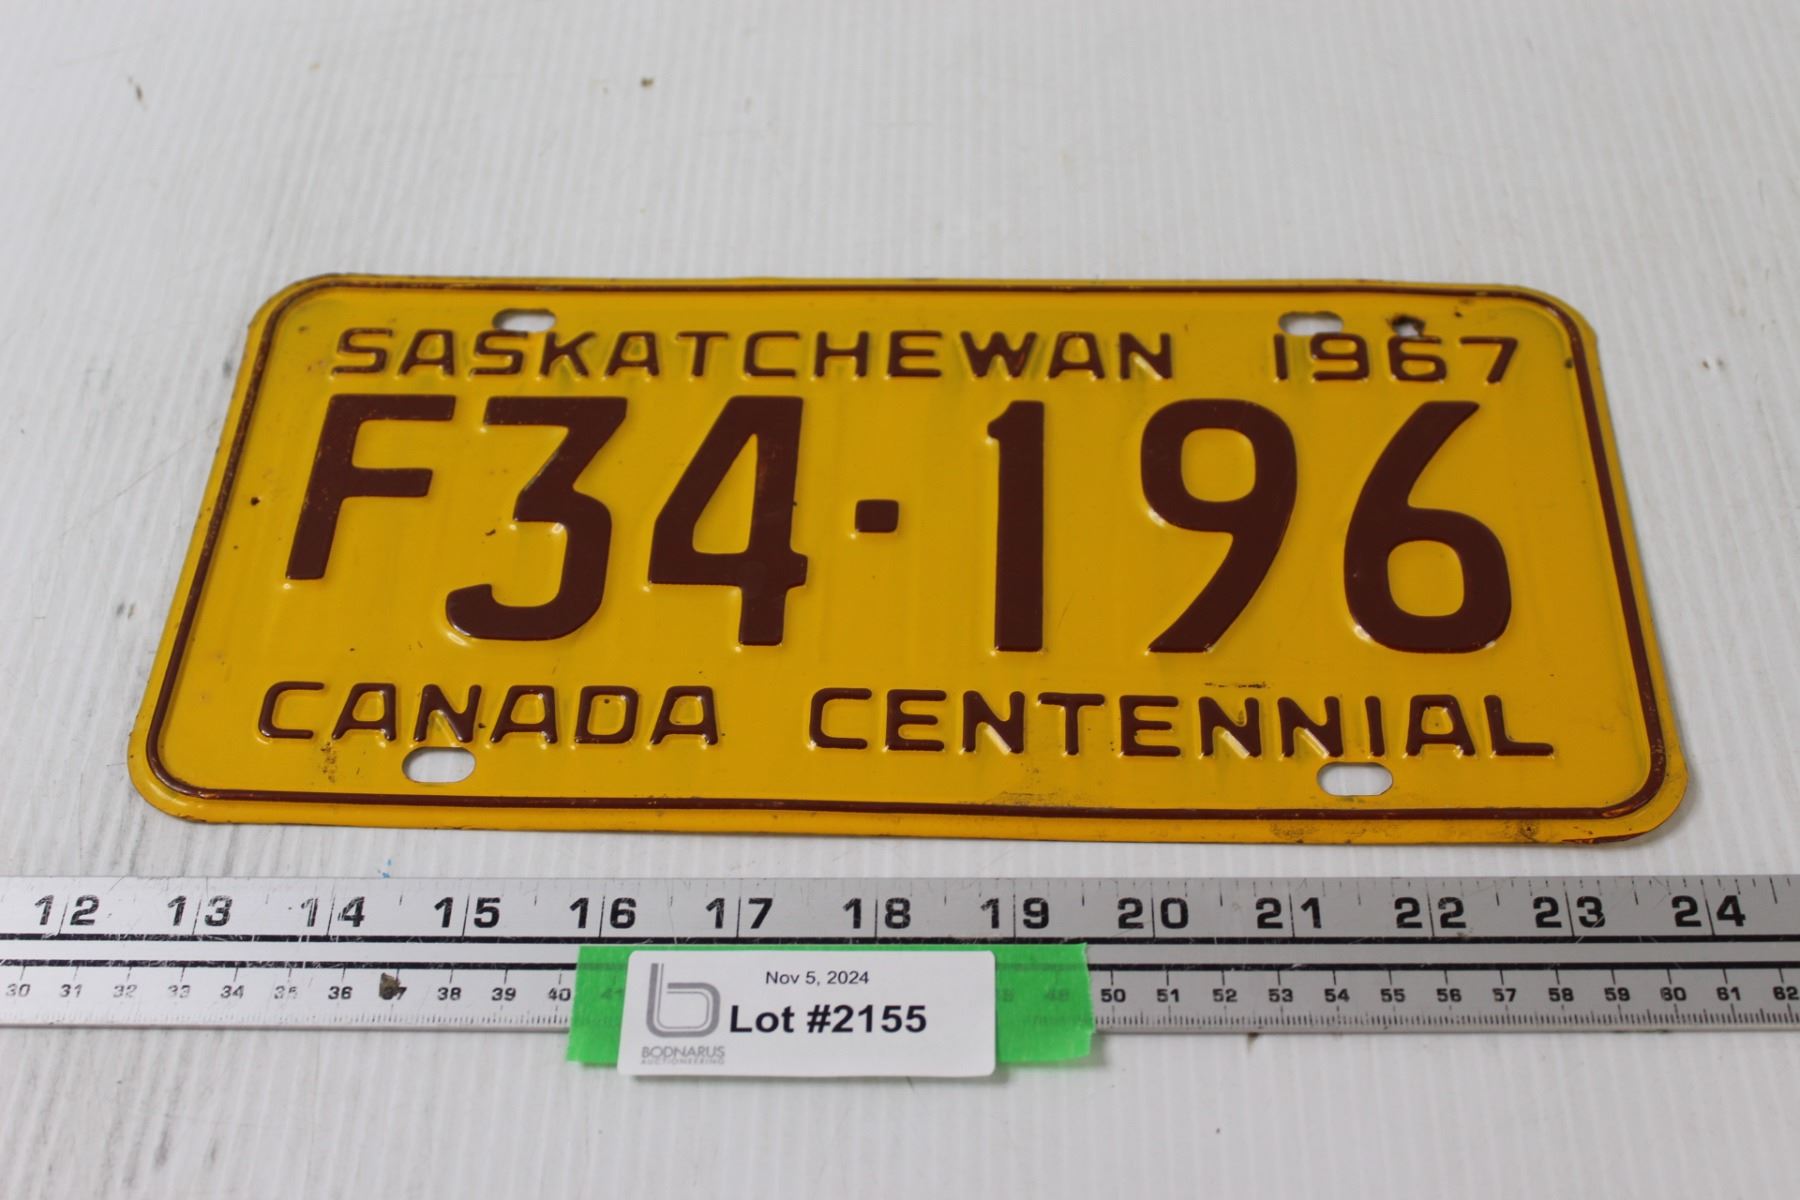 SASKATCHEWAN 1967
F34·196
CANADA CENTENNIAL
12 13 14 15 16 17 18 19 20 21 22 23 24
30 31 32 33 34 35 36 37 38 39 40 50 51 52 53 54 55 56 57 58 59 60 61 62
Nov 5, 2024
Lot #2155
BODNARUS
AUCTIONEERING